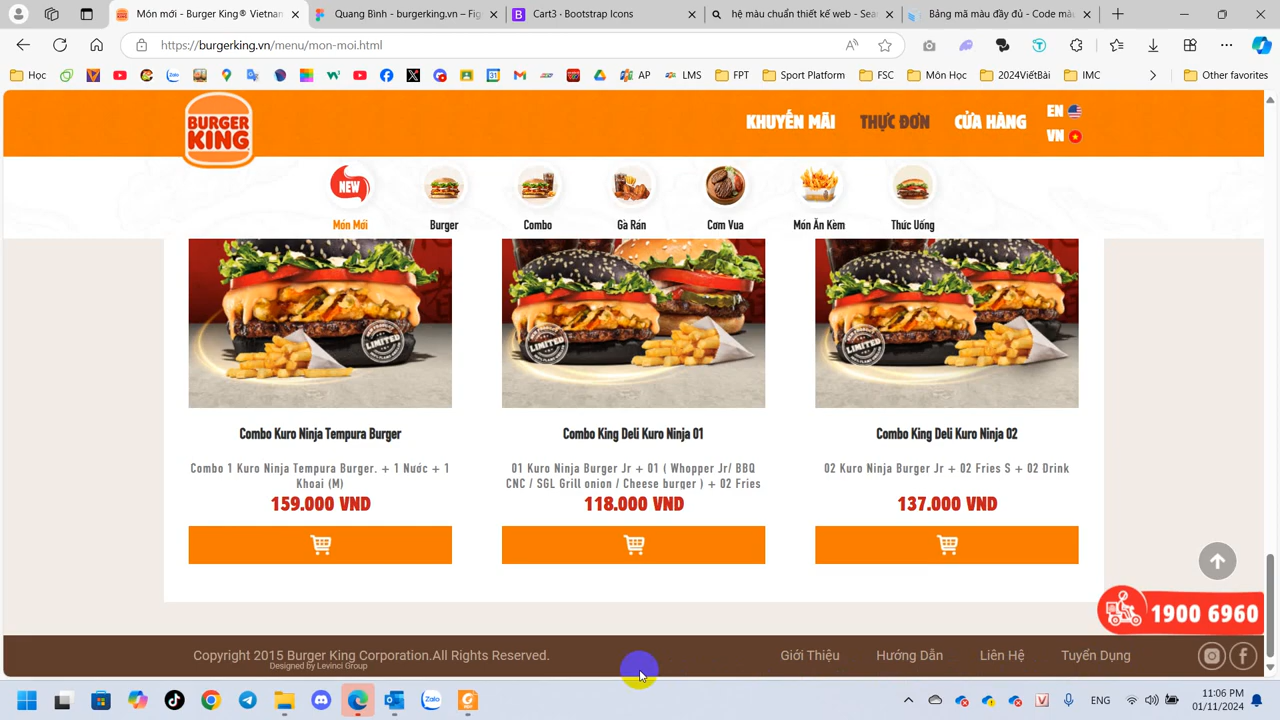 Món mới - Burger King® Vietnam
Quang Bình - burgerking.vn – Fig
Cart3 · Bootstrap Icons
hệ màu chuẩn thiết kế web - Sea
Bảng mã màu đầy đủ - Code màu
https://burgerking.vn/menu/mon-moi.html
Học
AP
LMS
FPT
Sport Platform
FSC
Môn Học
2024ViếtBài
IMC
Other favorites
BURGER
KING
KHUYẾN MÃI
THỰC ĐƠN
CỬA HÀNG
EN
VN
NEW
Món Mới
Burger
Combo
Gà Rán
Cơm Vua
Món Ăn Kèm
Thức Uống
LIMITED
LIMITED
LIMITED
Combo Kuro Ninja Tempura Burger
Combo King Deli Kuro Ninja 01
Combo King Deli Kuro Ninja 02
Combo 1 Kuro Ninja Tempura Burger. + 1 Nước + 1
Khoai (M)
01 Kuro Ninja Burger Jr + 01 ( Whopper Jr/ BBQ
CNC / SGL Grill onion / Cheese burger ) + 02 Fries
02 Kuro Ninja Burger Jr + 02 Fries S + 02 Drink
159.000 VND
118.000 VND
137.000 VND
1900 6960
Copyright 2015 Burger King Corporation.All Rights Reserved.
Designed by Levinci Group
Giới Thiệu
Hướng Dẫn
Liên Hệ
Tuyển Dụng
Zalo
ENG
11:06 PM
01/11/2024